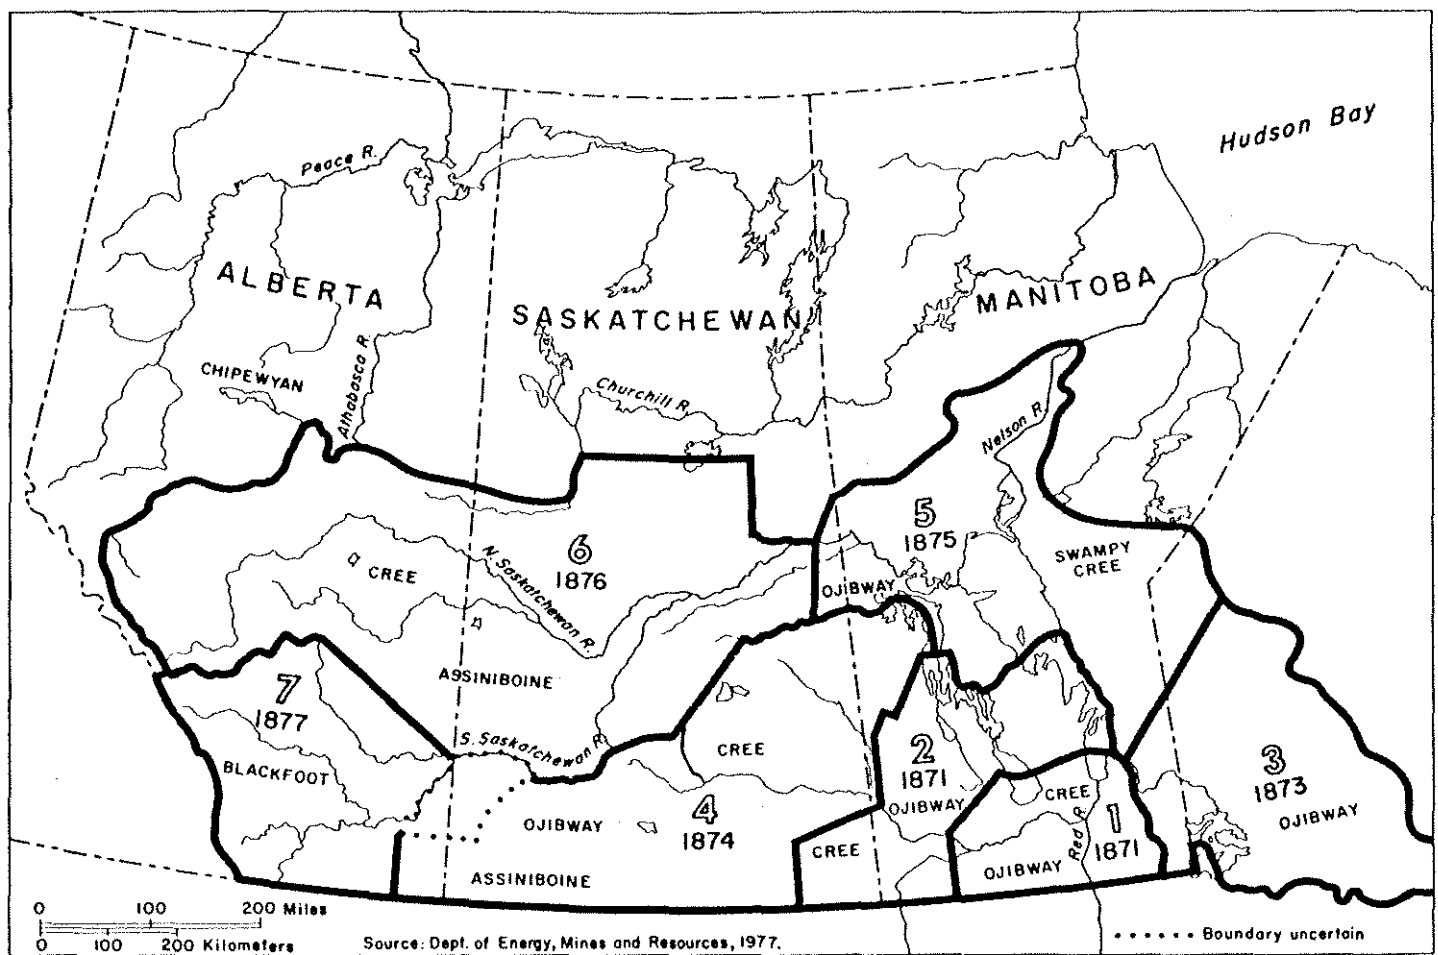 Hudson Bay
Peace R.
ALBERTA
SASKATCHEWAN
MANITOBA
CHIPEWYAN
Athabasca R.
Churchill R.
Nelson R.
5
1875
SWAMPY
CREE
6
1876
CREE
N. Saskatchewan R.
OJIBWAY
ASSINIBOINE
7
1877
BLACKFOOT
S. Saskatchewan R.
CREE
2
1871
OJIBWAY
3
1873
OJIBWAY
4
1874
OJIBWAY
ASSINIBOINE
CREE
CREE
Red R.
1
1871
OJIBWAY
0 100 200 Miles
0 100 200 Kilometers
Source: Dept. of Energy, Mines and Resources, 1977.
Boundary uncertain